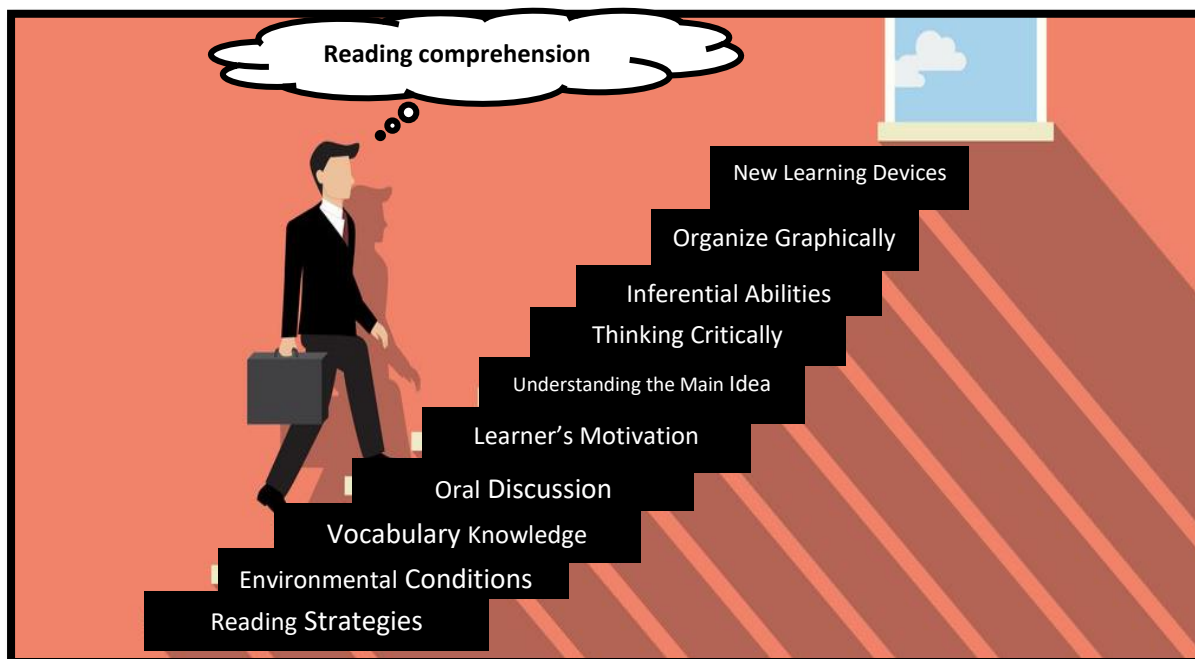 Reading comprehension
New Learning Devices
Organize Graphically
Inferential Abilities
Thinking Critically
Understanding the Main Idea
Learner’s Motivation
Oral Discussion
Vocabulary Knowledge
Environmental Conditions
Reading Strategies